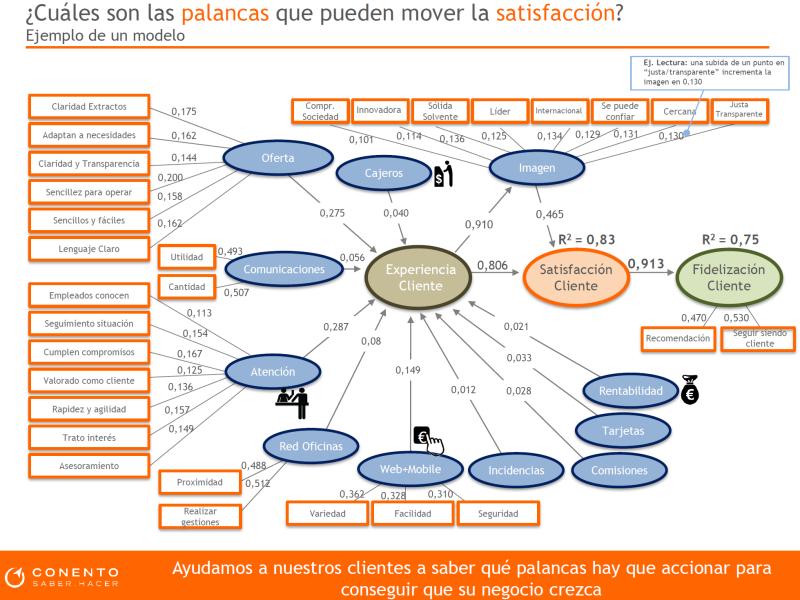 ¿Cuáles son las palancas que pueden mover la satisfacción?
Ejemplo de un modelo
Ej. Lectura: una subida de un punto en
"justa/transparente" incrementa la
imagen en 0.130
Claridad Extractos
Adaptan a necesidades
Claridad y Transparencia
Sencillez para operar
Sencillos y fáciles
Lenguaje Claro
0,175
0,162
0,144
0,200
0,158
0,162
Oferta
Compr.
Sociedad
Innovadora
Sólida
Solvente
Líder
Internacional
Se puede
confiar
Cercana
Justa
Transparente
0,101
0,114
0,136
0,125
0,134
0,129
0,131
0,130
Cajeros
Imagen
0,275
0,040
0,910
0,465
Utilidad
Cantidad
0,493
0,507
Comunicaciones
0,056
Experiencia
Cliente
0,806
R² = 0,83
Satisfacción
Cliente
0,913
R² = 0,75
Fidelización
Cliente
0,470
0,530
Recomendación
Seguir siendo
cliente
Empleados conocen
Seguimiento situación
Cumplen compromisos
Valorado como cliente
Rapidez y agilidad
Trato interés
Asesoramiento
0,113
0,154
0,167
0,125
0,136
0,157
0,149
Atención
0,287
0,08
0,149
0,012
0,028
0,033
0,021
Rentabilidad
Tarjetas
Comisiones
Incidencias
Web+Mobile
Red Oficinas
0,488
0,512
Proximidad
Realizar
gestiones
0,362
0,328
0,310
Variedad
Facilidad
Seguridad
CONENTO
SABER HACER
Ayudamos a nuestros clientes a saber qué palancas hay que accionar para
conseguir que su negocio crezca